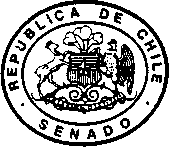 REPUBLICA DE CHILE
SENADO